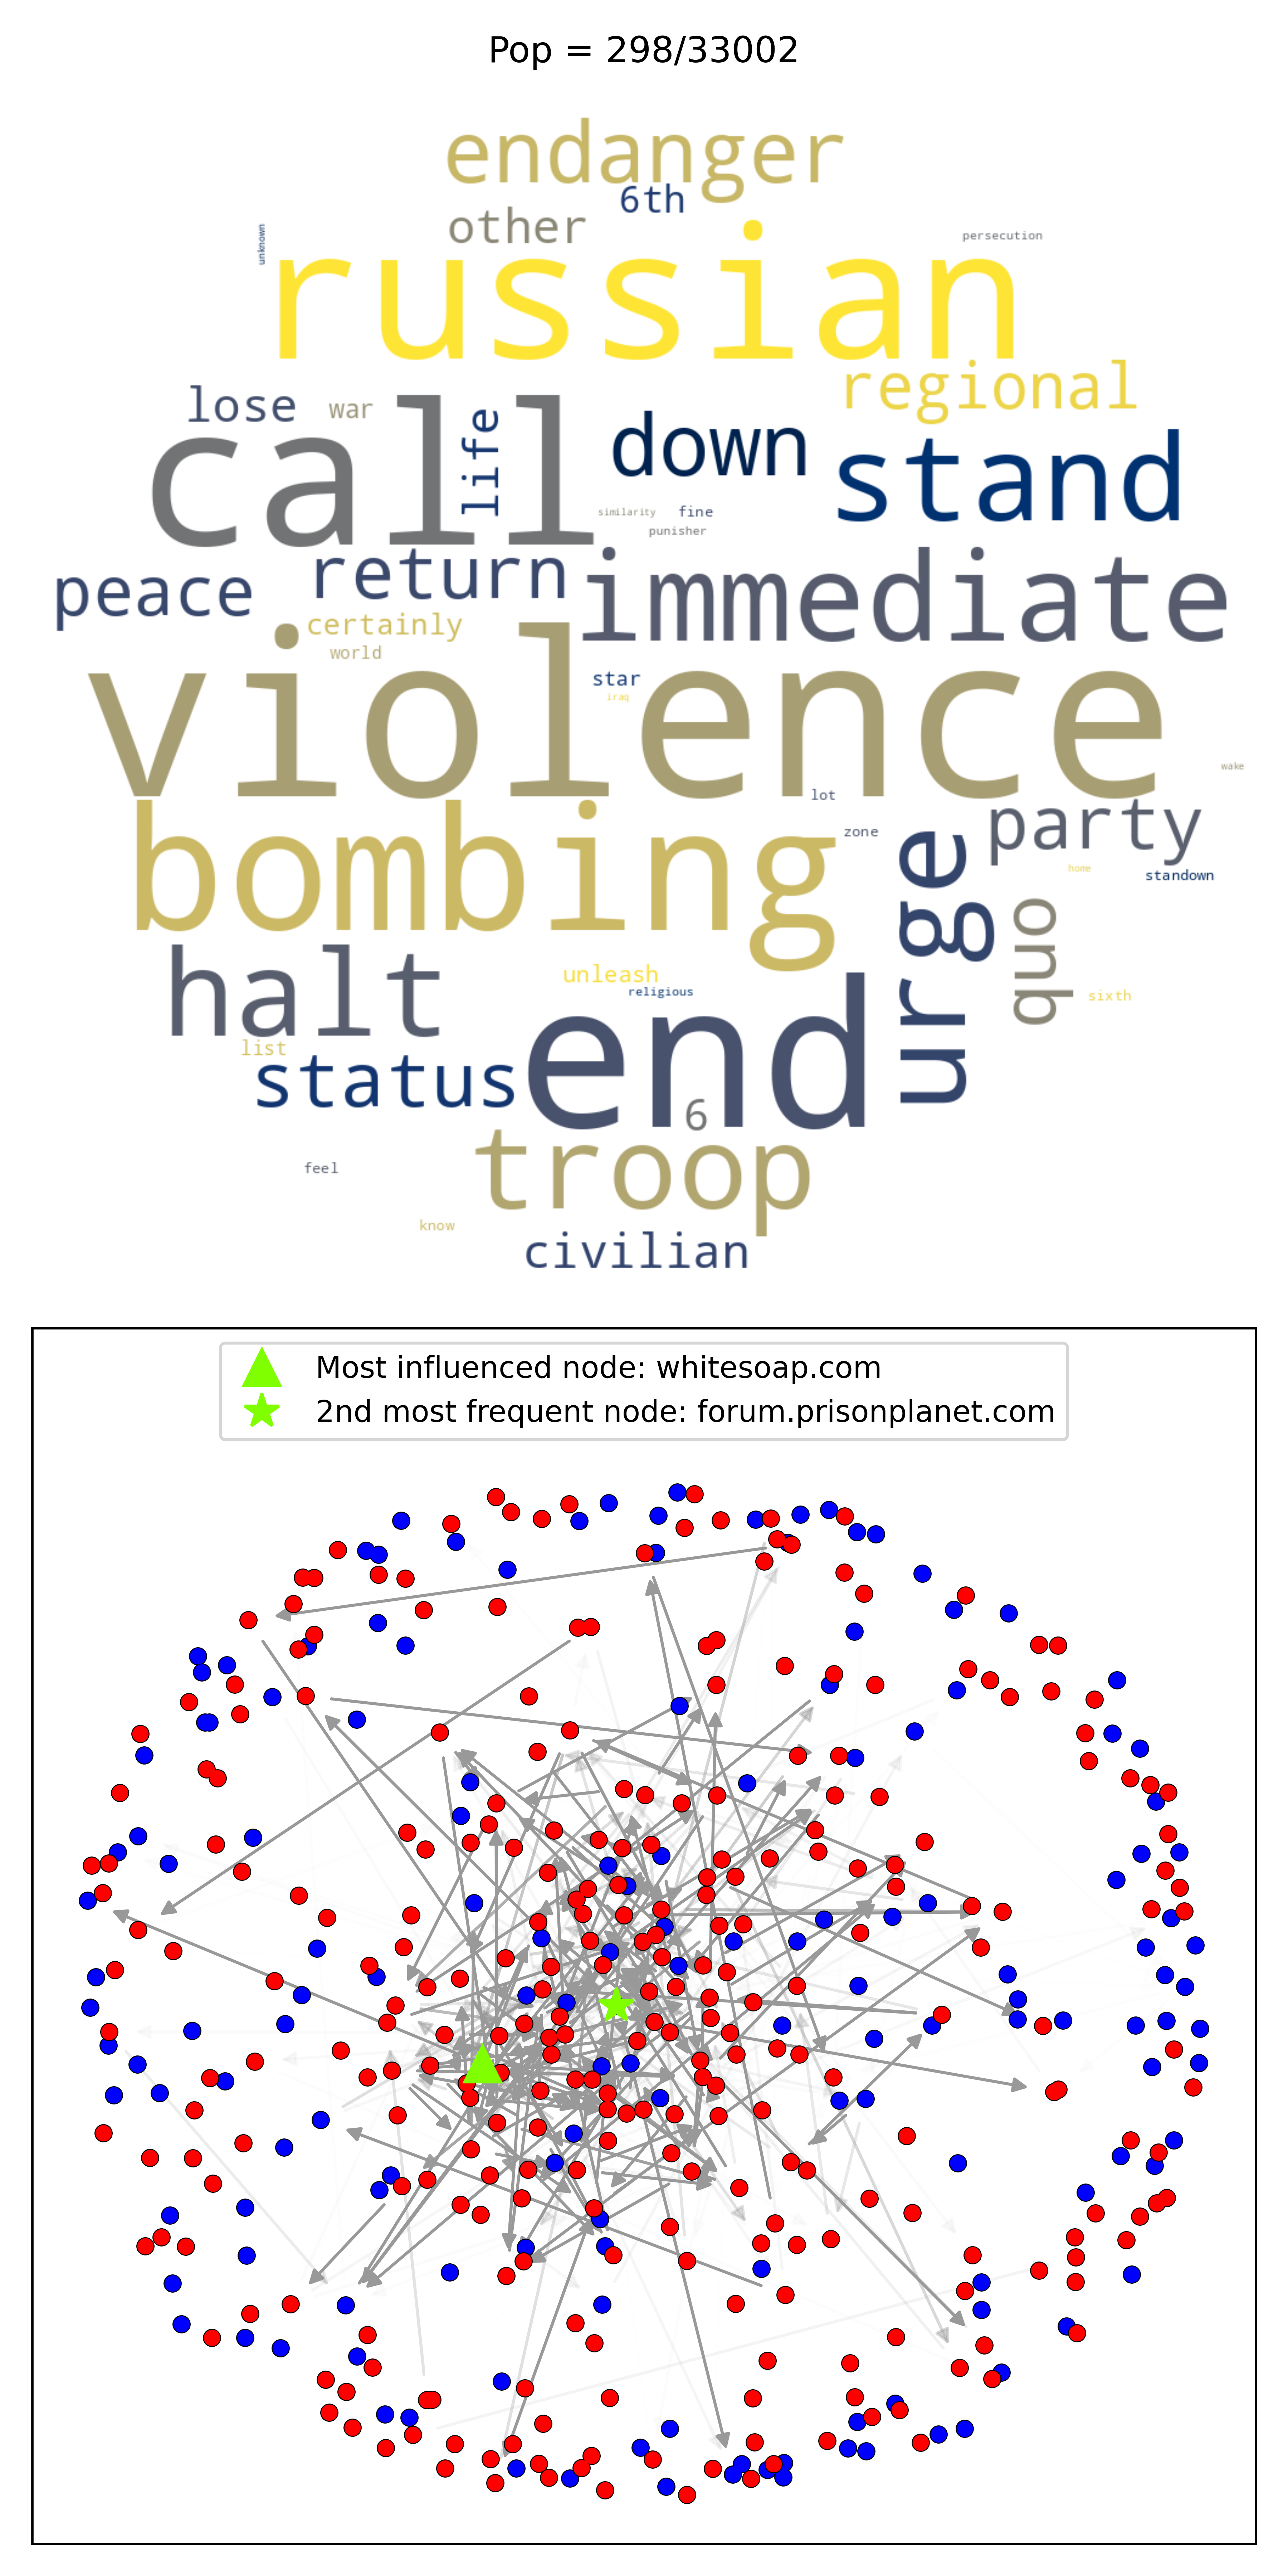 Pop = 298/33002
endanger
6th
other
unknown
persecution
russian
regional
lose
war
life
down
stand
call
similarity
fine
punisher
return
immediate
peace
certainly
world
violence
star
iraq
wake
lot
bombing
zone
urge
party
home
standown
quo
halt
unleash
religious
sixth
list
end
status
6
troop
feel
know
civilian
Most influenced node: whitesoap.com
2nd most frequent node: forum.prisonplanet.com